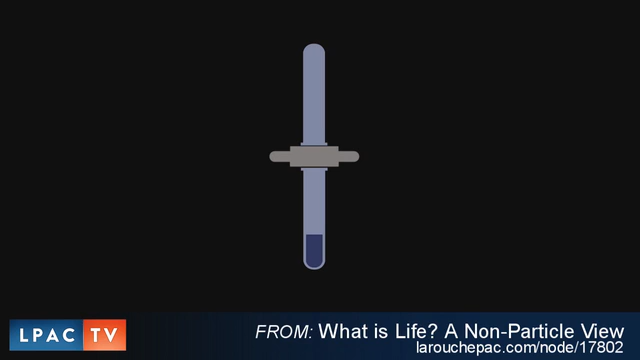 LPAC TV
FROM: What is Life? A Non-Particle View
larouchepac.com/node/17802